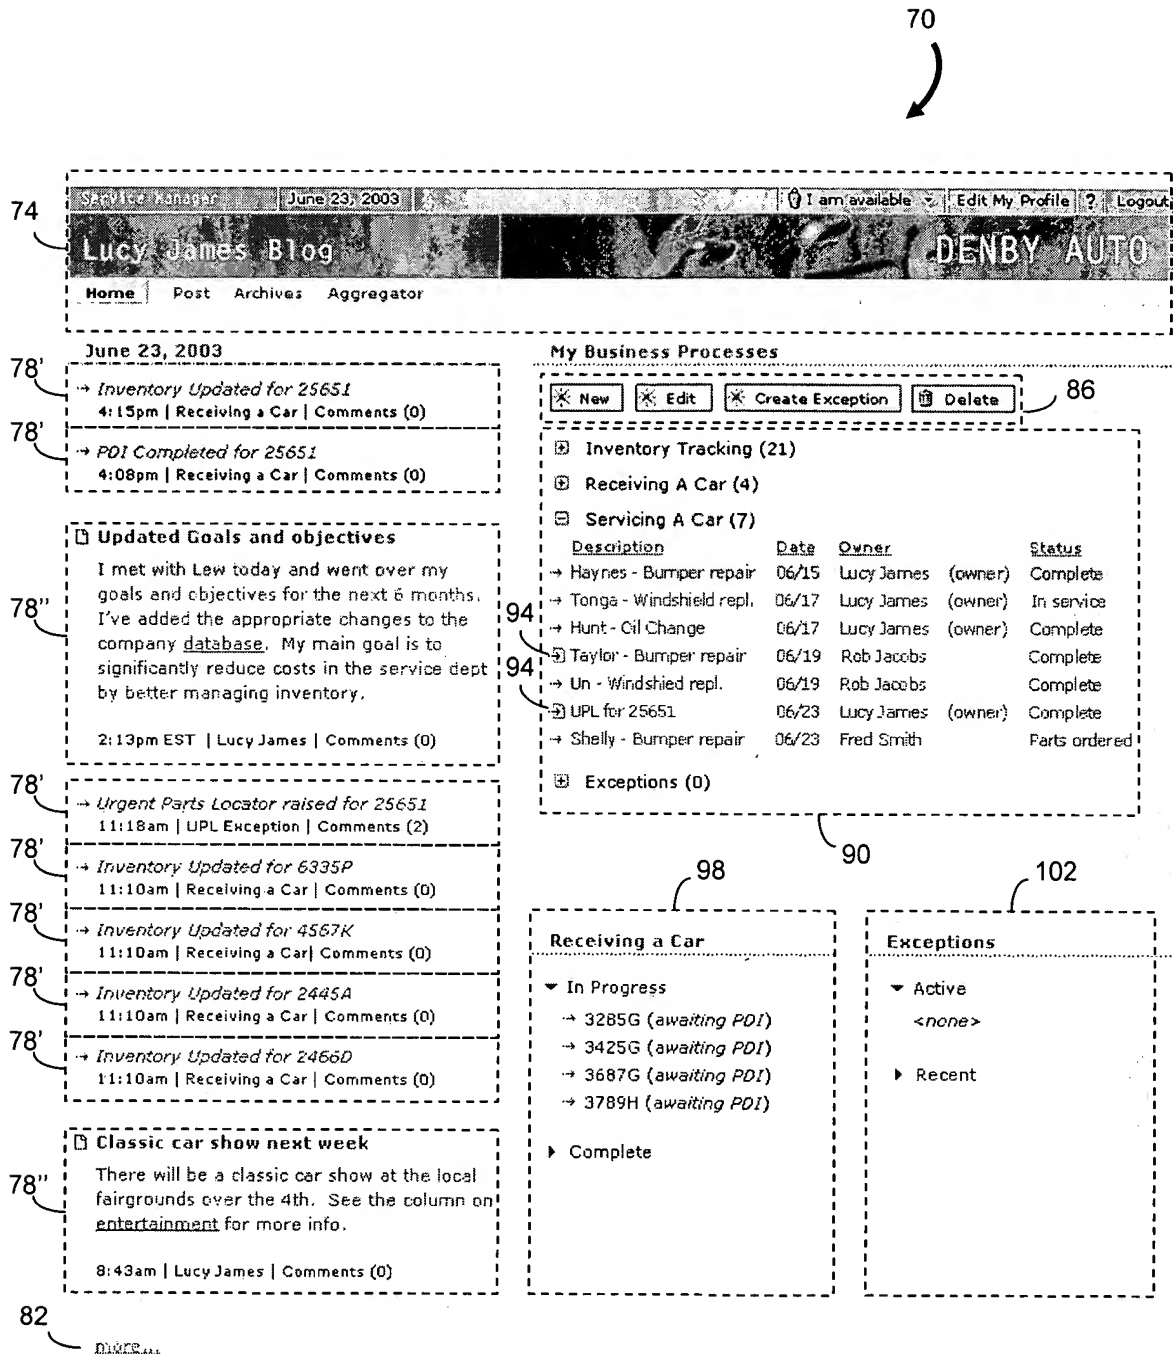 70
74
Service Manager June 23, 2003 I am available Edit My Profile ? Logout
Lucy James Blog DENBY AUTO
Home Post Archives Aggregator
June 23, 2003
78'
→ Inventory Updated for 25651
4:15pm | Receiving a Car | Comments (0)
78'
→ PDI Completed for 25651
4:08pm | Receiving a Car | Comments (0)
78''
Updated Goals and objectives
I met with Lew today and went over my
goals and objectives for the next 6 months.
I've added the appropriate changes to the
company database. My main goal is to
significantly reduce costs in the service dept
by better managing inventory.
2:13pm EST | Lucy James | Comments (0)
78'
→ Urgent Parts Locator raised for 25651
11:18am | UPL Exception | Comments (2)
78'
→ Inventory Updated for 6335P
11:10am | Receiving a Car | Comments (0)
78'
→ Inventory Updated for 4567K
11:10am | Receiving a Car| Comments (0)
78'
→ Inventory Updated for 2445A
11:10am | Receiving a Car | Comments (0)
78'
→ Inventory Updated for 2466D
11:10am | Receiving a Car | Comments (0)
78''
Classic car show next week
There will be a classic car show at the local
fairgrounds over the 4th. See the column on
entertainment for more info.
8:43am | Lucy James | Comments (0)
82
more...
My Business Processes
New Edit Create Exception Delete
86
Inventory Tracking (21)
Receiving A Car (4)
Servicing A Car (7)
Description Date Owner Status
→ Haynes - Bumper repair 06/15 Lucy James (owner) Complete
→ Tonga - Windshield repl. 06/17 Lucy James (owner) In service
→ Hunt - Oil Change 06/17 Lucy James (owner) Complete
94
Taylor - Bumper repair 06/19 Rob Jacobs Complete
→ Un - Windshied repl. 06/19 Rob Jacobs Complete
94
UPL for 25651 06/23 Lucy James (owner) Complete
→ Shelly - Bumper repair 06/23 Fred Smith Parts ordered
Exceptions (0)
90
98
Receiving a Car
In Progress
→ 3285G (awaiting PDI)
→ 3425G (awaiting PDI)
→ 3687G (awaiting PDI)
→ 3789H (awaiting PDI)
Complete
102
Exceptions
Active
<none>
Recent